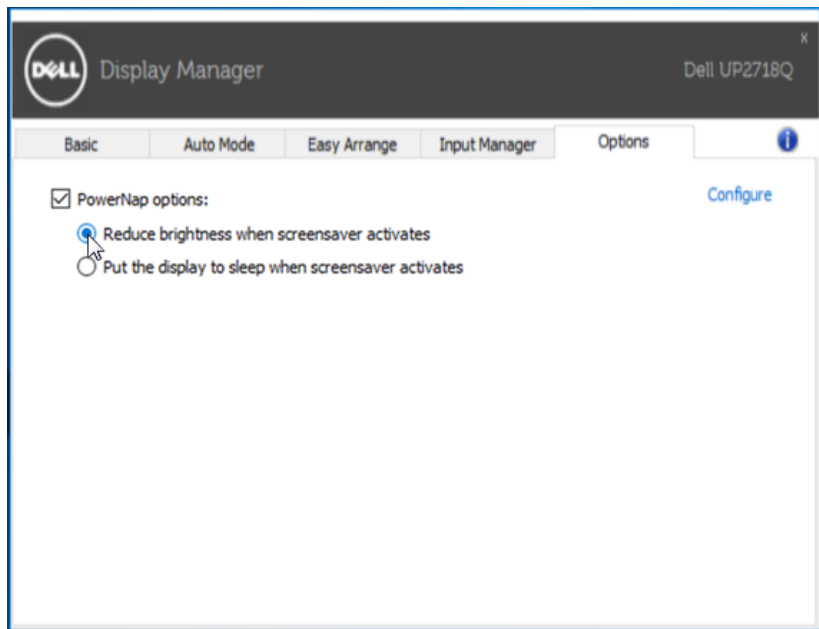 DELL Display Manager
x
Dell UP2718Q
Basic Auto Mode Easy Arrange Input Manager Options i
PowerNap options:
Configure
Reduce brightness when screensaver activates
Put the display to sleep when screensaver activates